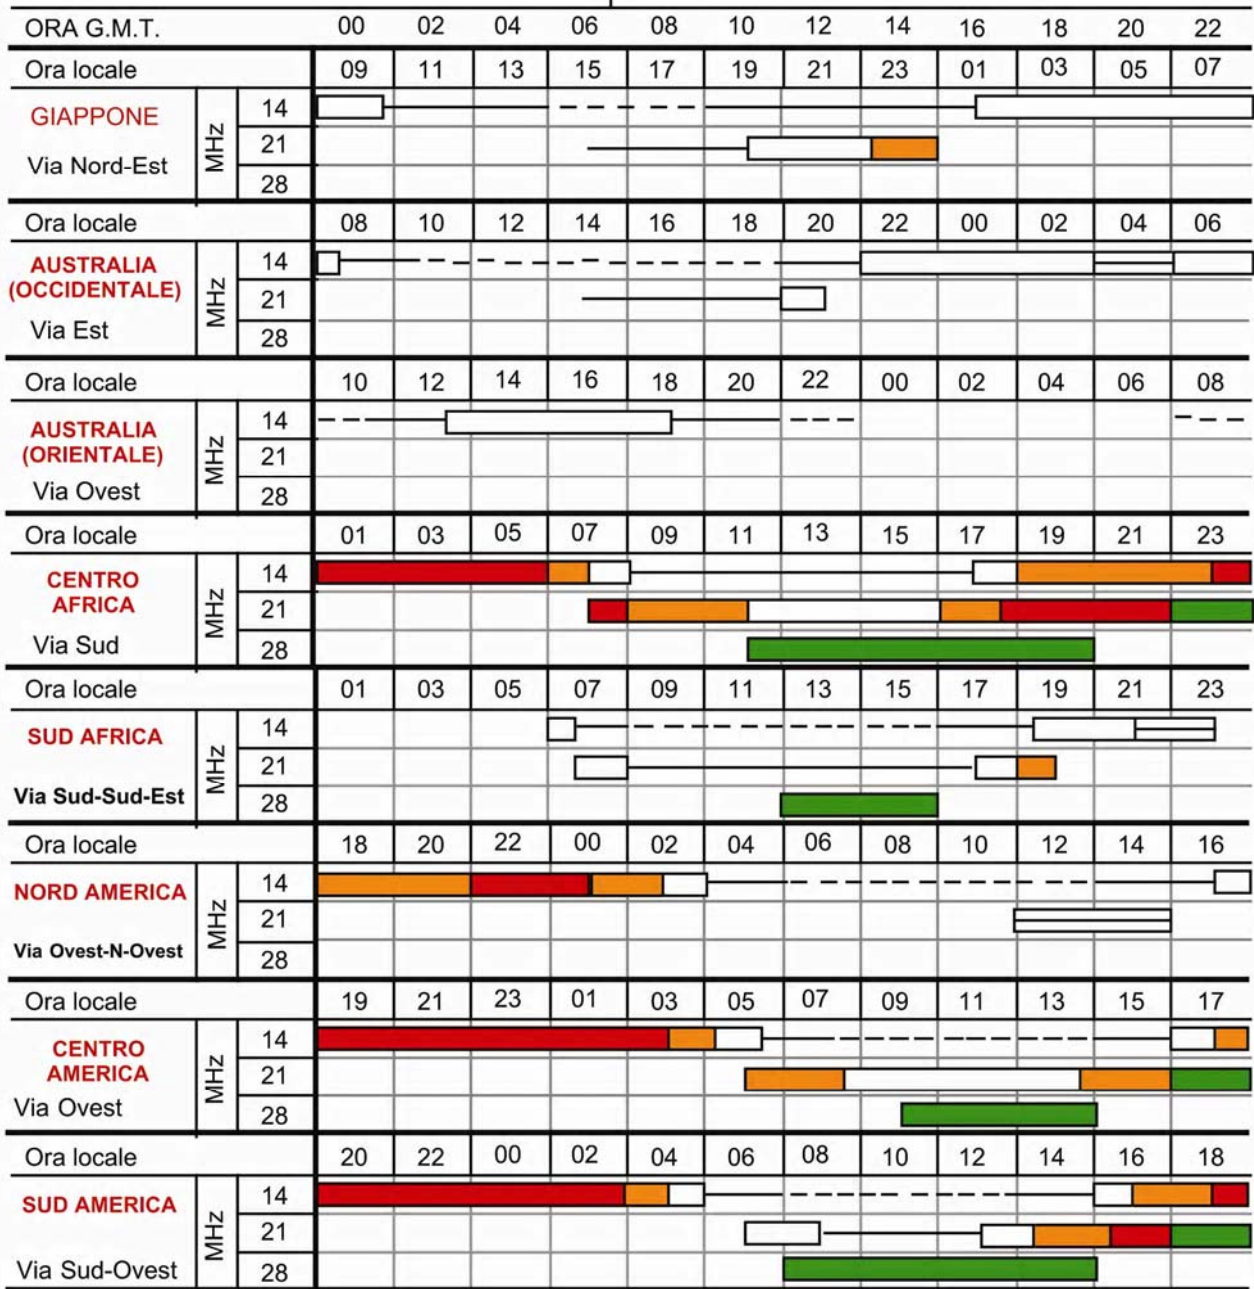 ORA G.M.T. 00 02 04 06 08 10 12 14 16 18 20 22
Ora locale 09 11 13 15 17 19 21 23 01 03 05 07
GIAPPONE
Via Nord-Est
MHz
14
21
28
Ora locale 08 10 12 14 16 18 20 22 00 02 04 06
AUSTRALIA
(OCCIDENTALE)
Via Est
MHz
14
21
28
Ora locale 10 12 14 16 18 20 22 00 02 04 06 08
AUSTRALIA
(ORIENTALE)
Via Ovest
MHz
14
21
28
Ora locale 01 03 05 07 09 11 13 15 17 19 21 23
CENTRO
AFRICA
Via Sud
MHz
14
21
28
Ora locale 01 03 05 07 09 11 13 15 17 19 21 23
SUD AFRICA
Via Sud-Sud-Est
MHz
14
21
28
Ora locale 18 20 22 00 02 04 06 08 10 12 14 16
NORD AMERICA
Via Ovest-N-Ovest
MHz
14
21
28
Ora locale 19 21 23 01 03 05 07 09 11 13 15 17
CENTRO
AMERICA
Via Ovest
MHz
14
21
28
Ora locale 20 22 00 02 04 06 08 10 12 14 16 18
SUD AMERICA
Via Sud-Ovest
MHz
14
21
28